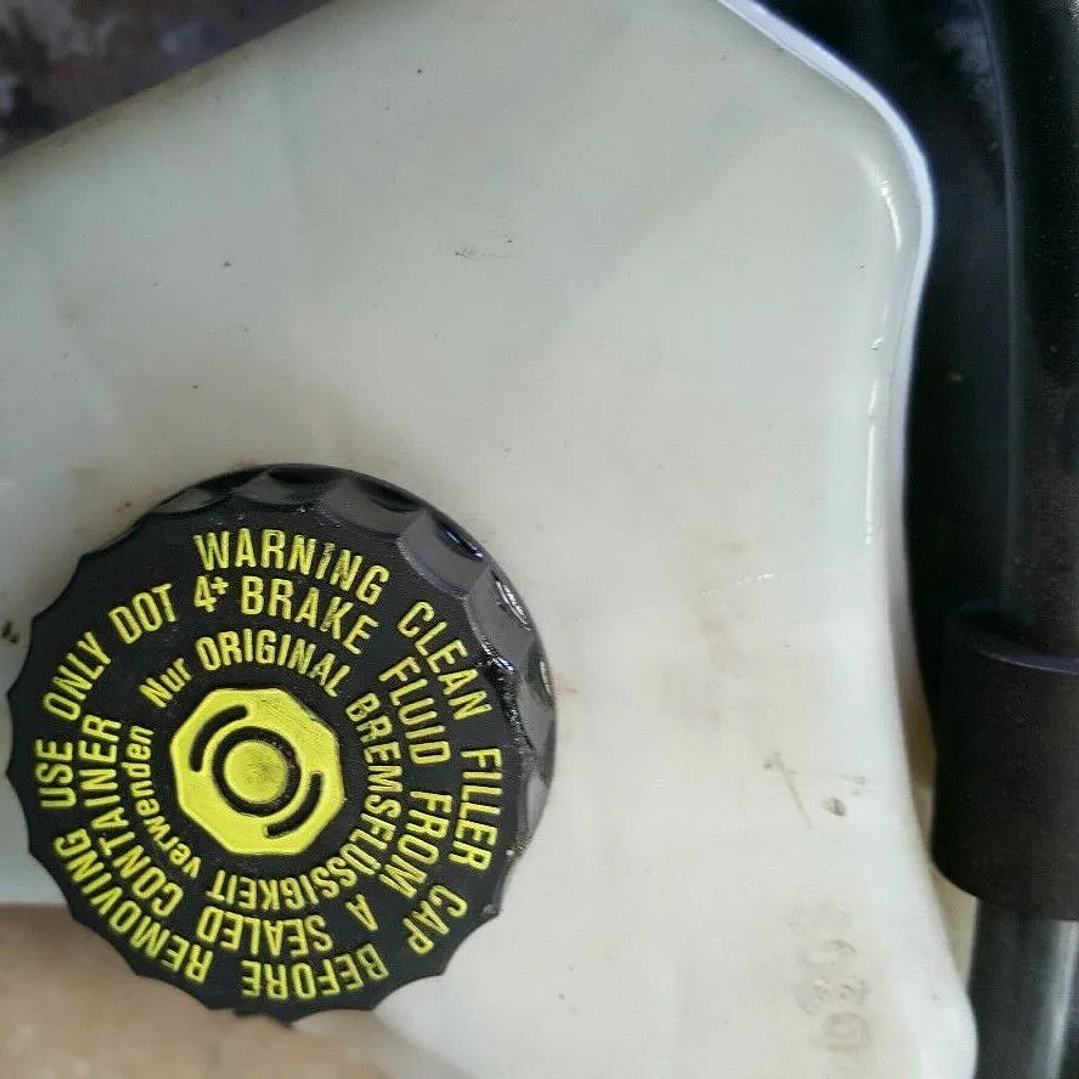 WARNING CLEAN FILLER CAP BEFORE REMOVING
USE ONLY DOT 4+ BRAKE FLUID FROM A SEALED CONTAINER
Nur ORIGINAL BREMSFLÜSSIGKEIT verwenden